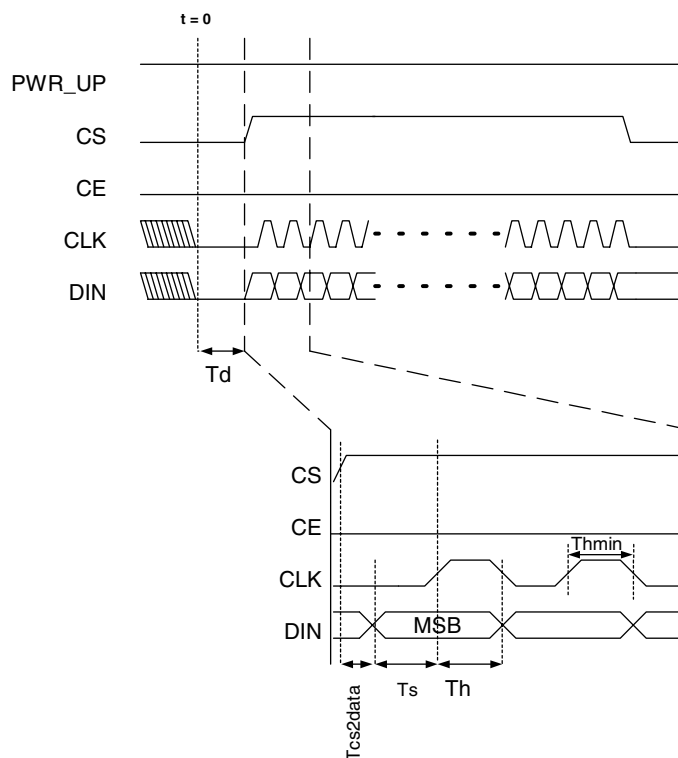 t = 0
PWR_UP
CS
CE
CLK
DIN
Td
CS
CE
Thmin
CLK
DIN
MSB
Tcs2data
Ts
Th